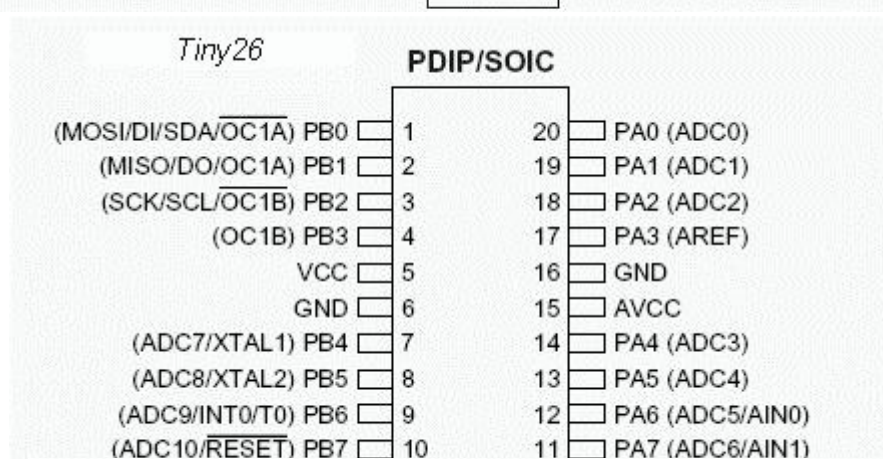 Tiny26
PDIP/SOIC
(MOSI/DI/SDA/OC1A) PB0 1 20 PA0 (ADC0)
(MISO/DO/OC1A) PB1 2 19 PA1 (ADC1)
(SCK/SCL/OC1B) PB2 3 18 PA2 (ADC2)
(OC1B) PB3 4 17 PA3 (AREF)
VCC 5 16 GND
GND 6 15 AVCC
(ADC7/XTAL1) PB4 7 14 PA4 (ADC3)
(ADC8/XTAL2) PB5 8 13 PA5 (ADC4)
(ADC9/INT0/T0) PB6 9 12 PA6 (ADC5/AIN0)
(ADC10/RESET) PB7 10 11 PA7 (ADC6/AIN1)